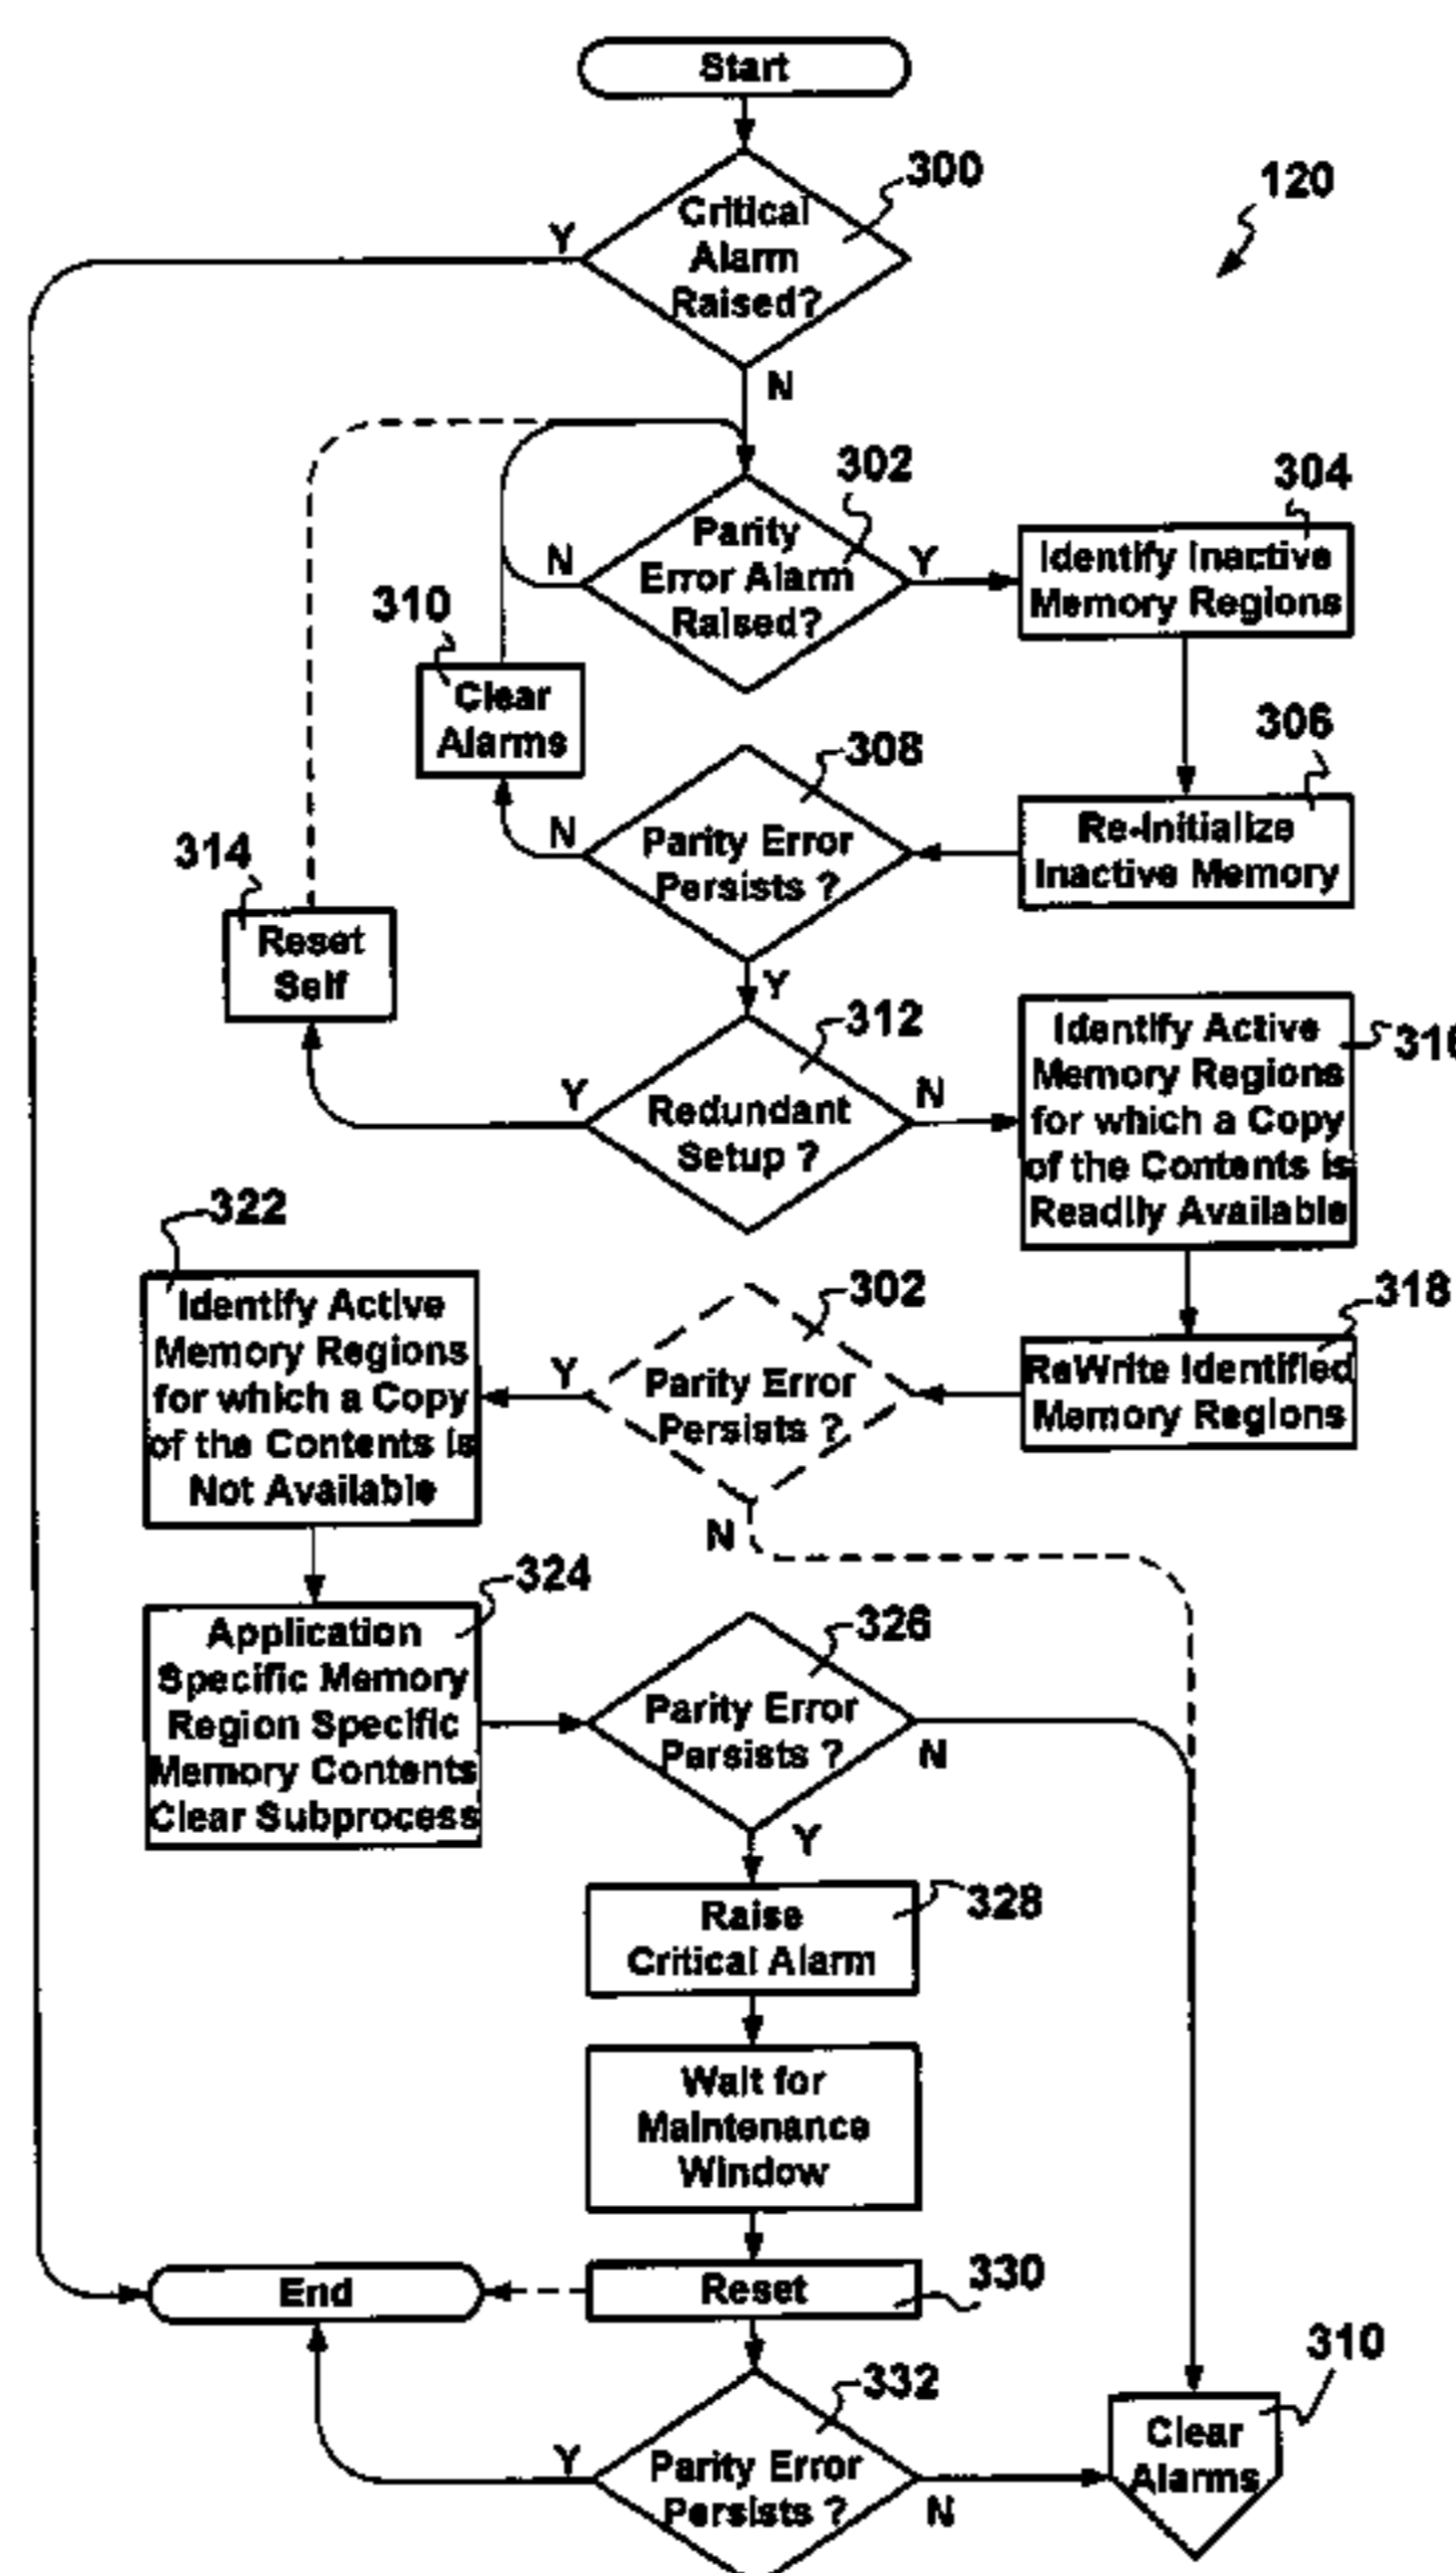 Start
300
120
Critical
Alarm
Raised?
Y
N
302
304
Parity
Error Alarm
Raised?
N
Y
Identify Inactive
Memory Regions
310
Clear
Alarms
308
306
Parity Error
Persists ?
N
Y
Re-Initialize
Inactive Memory
314
Reset
Self
312
Redundant
Setup ?
Y
N
Identify Active
Memory Regions
for which a Copy
of the Contents is
Readily Available
322
Identify Active
Memory Regions
for which a Copy
of the Contents is
Not Available
302
318
Parity Error
Persists ?
Y
N
ReWrite Identified
Memory Regions
324
Application
Specific Memory
Region Specific
Memory Contents
Clear Subprocess
326
Parity Error
Persists ?
N
Y
328
Raise
Critical Alarm
Wait for
Maintenance
Window
End
Reset
330
310
332
Parity Error
Persists ?
Y
N
Clear
Alarms